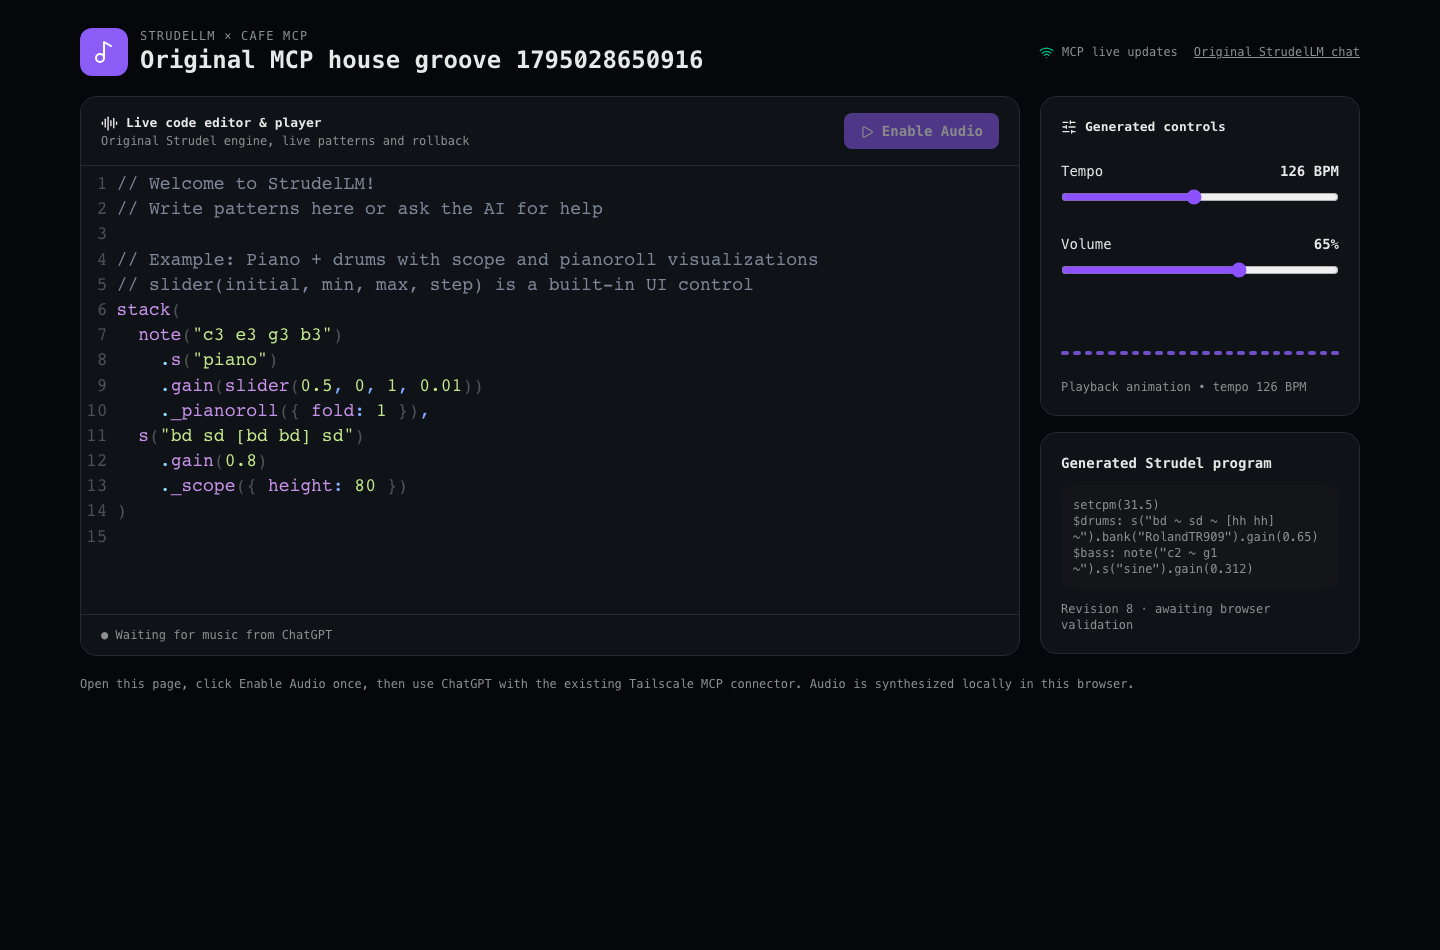 STRUDELLM × CAFE MCP
Original MCP house groove 1795028650916
MCP live updates
Original StrudelLM chat
Live code editor & player
Original Strudel engine, live patterns and rollback
Enable Audio
1 // Welcome to StrudelLM!
2 // Write patterns here or ask the AI for help
3
4 // Example: Piano + drums with scope and pianoroll visualizations
5 // slider(initial, min, max, step) is a built-in UI control
6 stack(
7   note("c3 e3 g3 b3")
8     .s("piano")
9     .gain(slider(0.5, 0, 1, 0.01))
10     ._pianoroll({ fold: 1 }),
11   s("bd sd [bd bd] sd")
12     .gain(0.8)
13     ._scope({ height: 80 })
14 )
15
● Waiting for music from ChatGPT
Generated controls
Tempo 126 BPM
Volume 65%
Playback animation • tempo 126 BPM
Generated Strudel program
setcpm(31.5)
$drums: s("bd ~ sd ~ [hh hh]
~").bank("RolandTR909").gain(0.65)
$bass: note("c2 ~ g1
~").s("sine").gain(0.312)
Revision 8 · awaiting browser
validation
Open this page, click Enable Audio once, then use ChatGPT with the existing Tailscale MCP connector. Audio is synthesized locally in this browser.